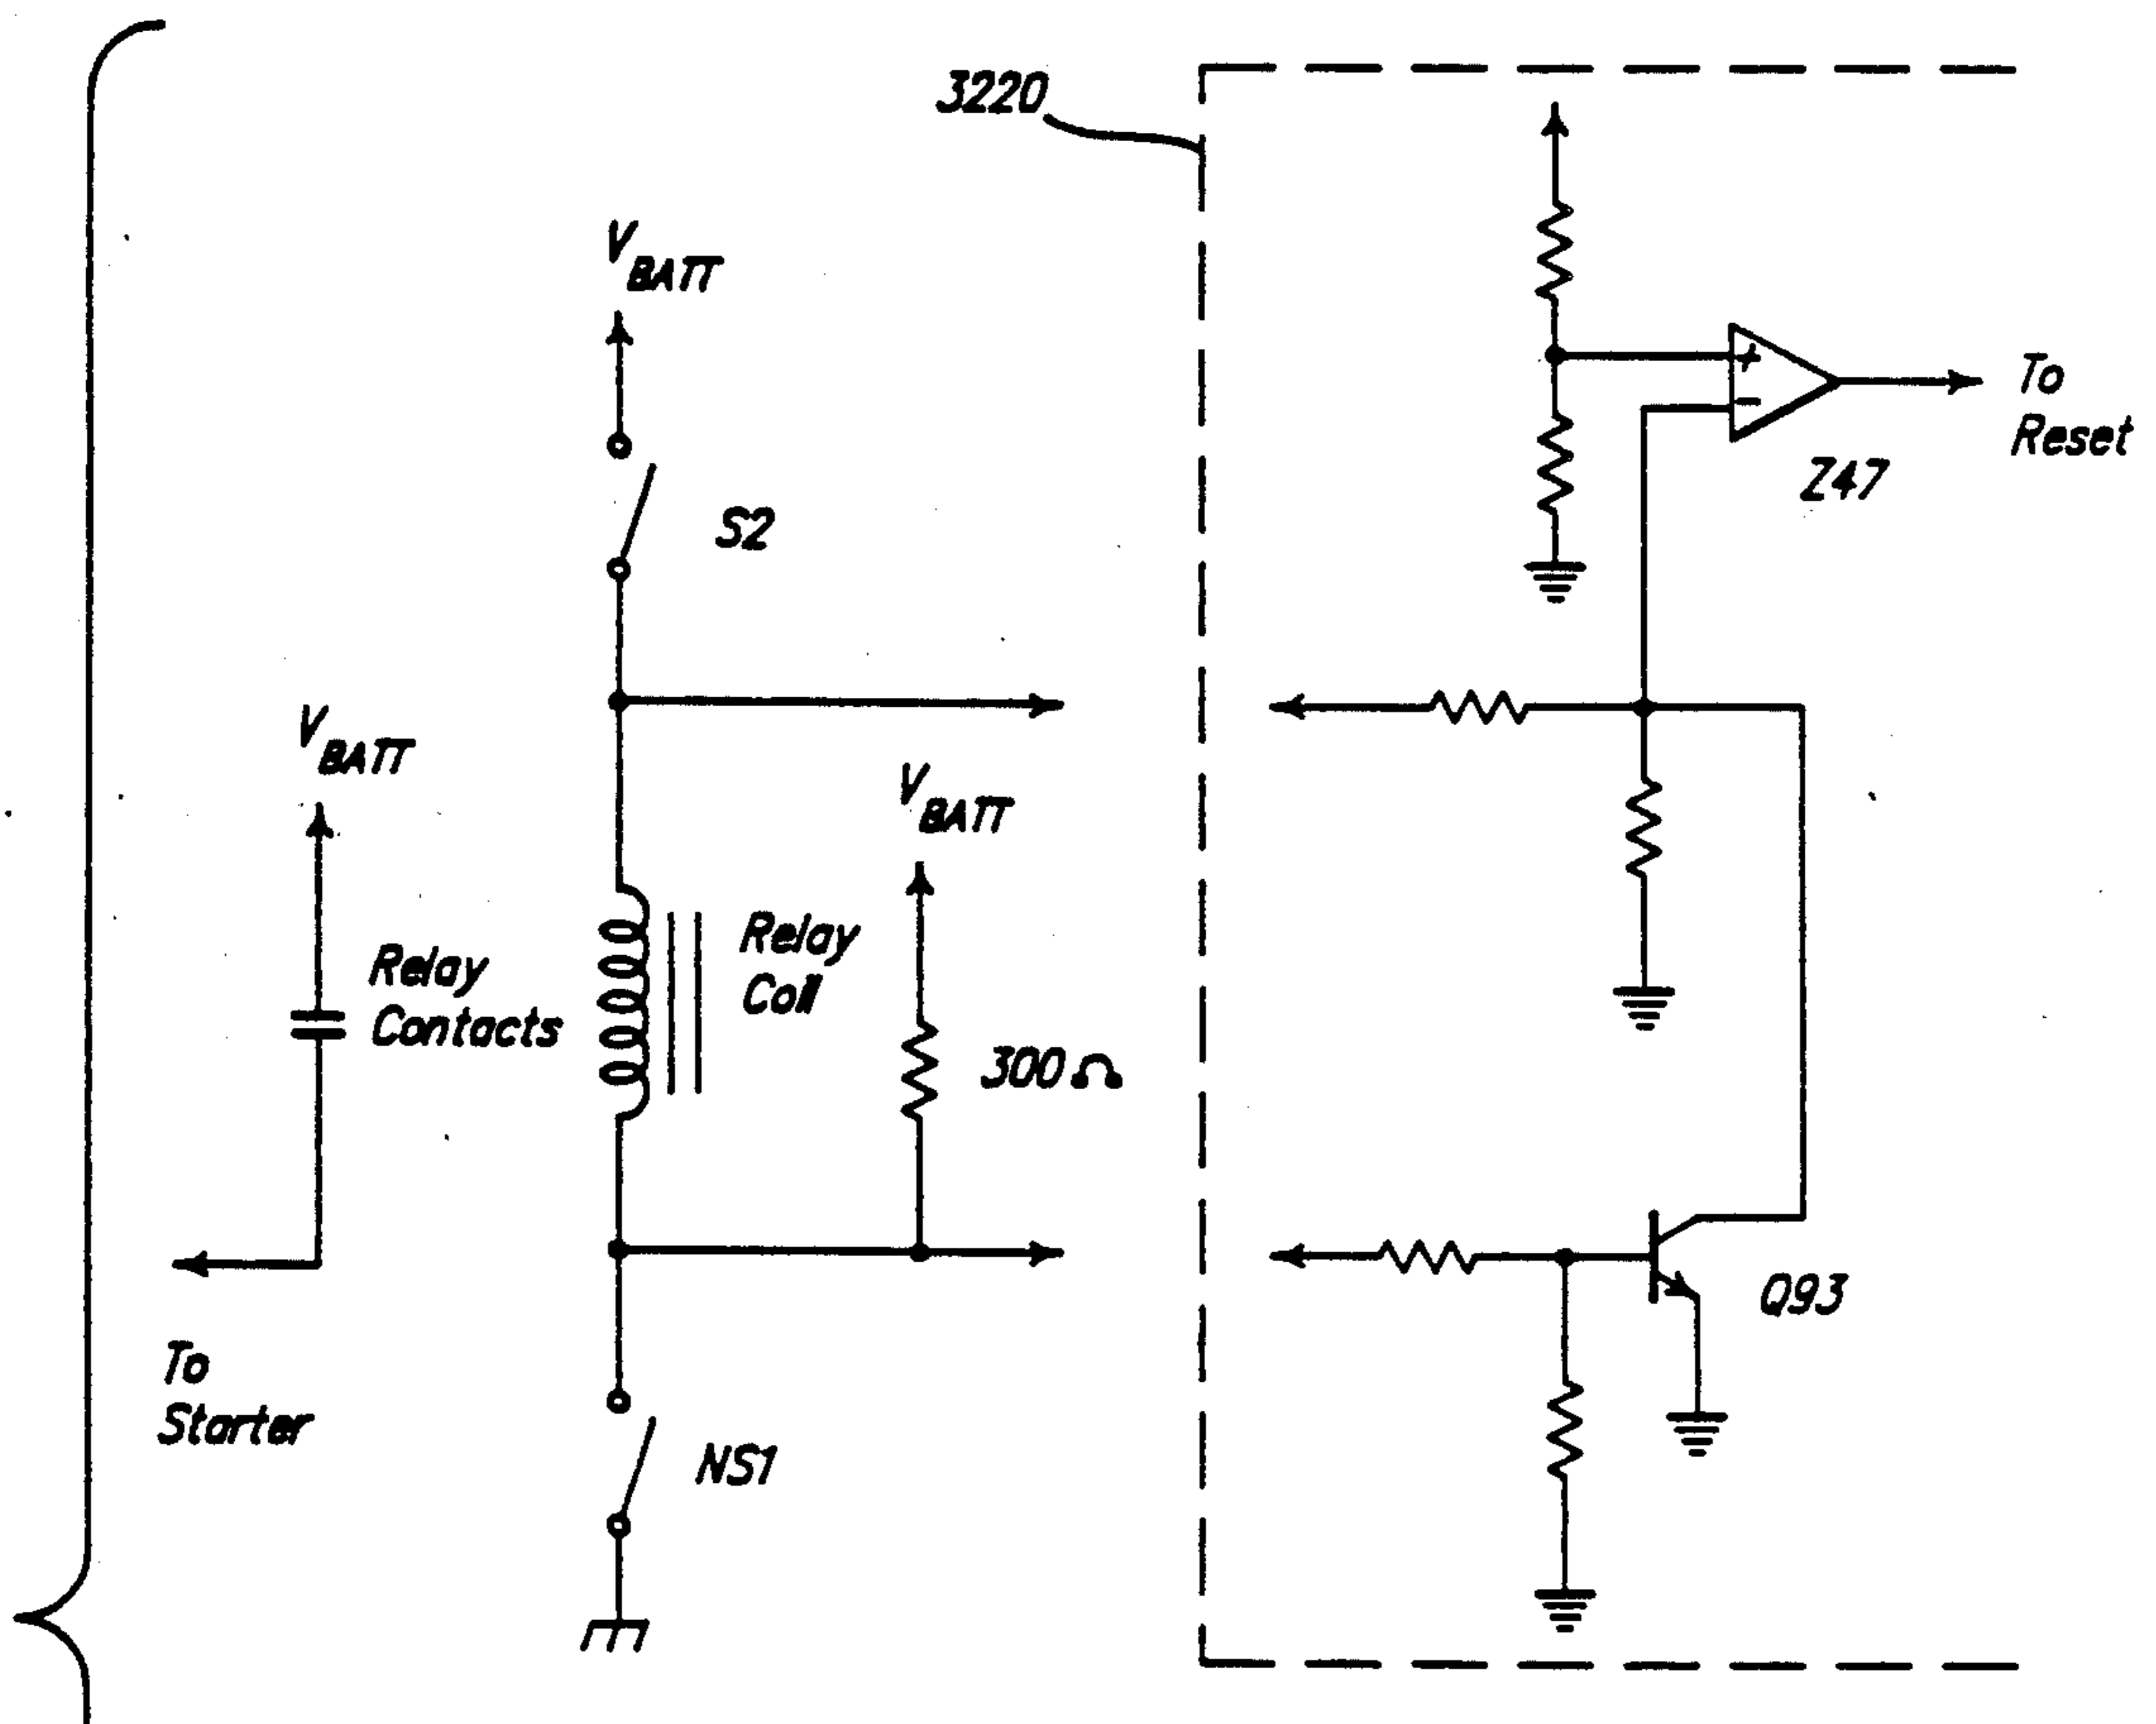 3220
V BATT
S2
To
Reset
Z47
V BATT
V BATT
Relay
Contacts
Relay
Coil
300 Ω
To
Starter
NS1
Q93